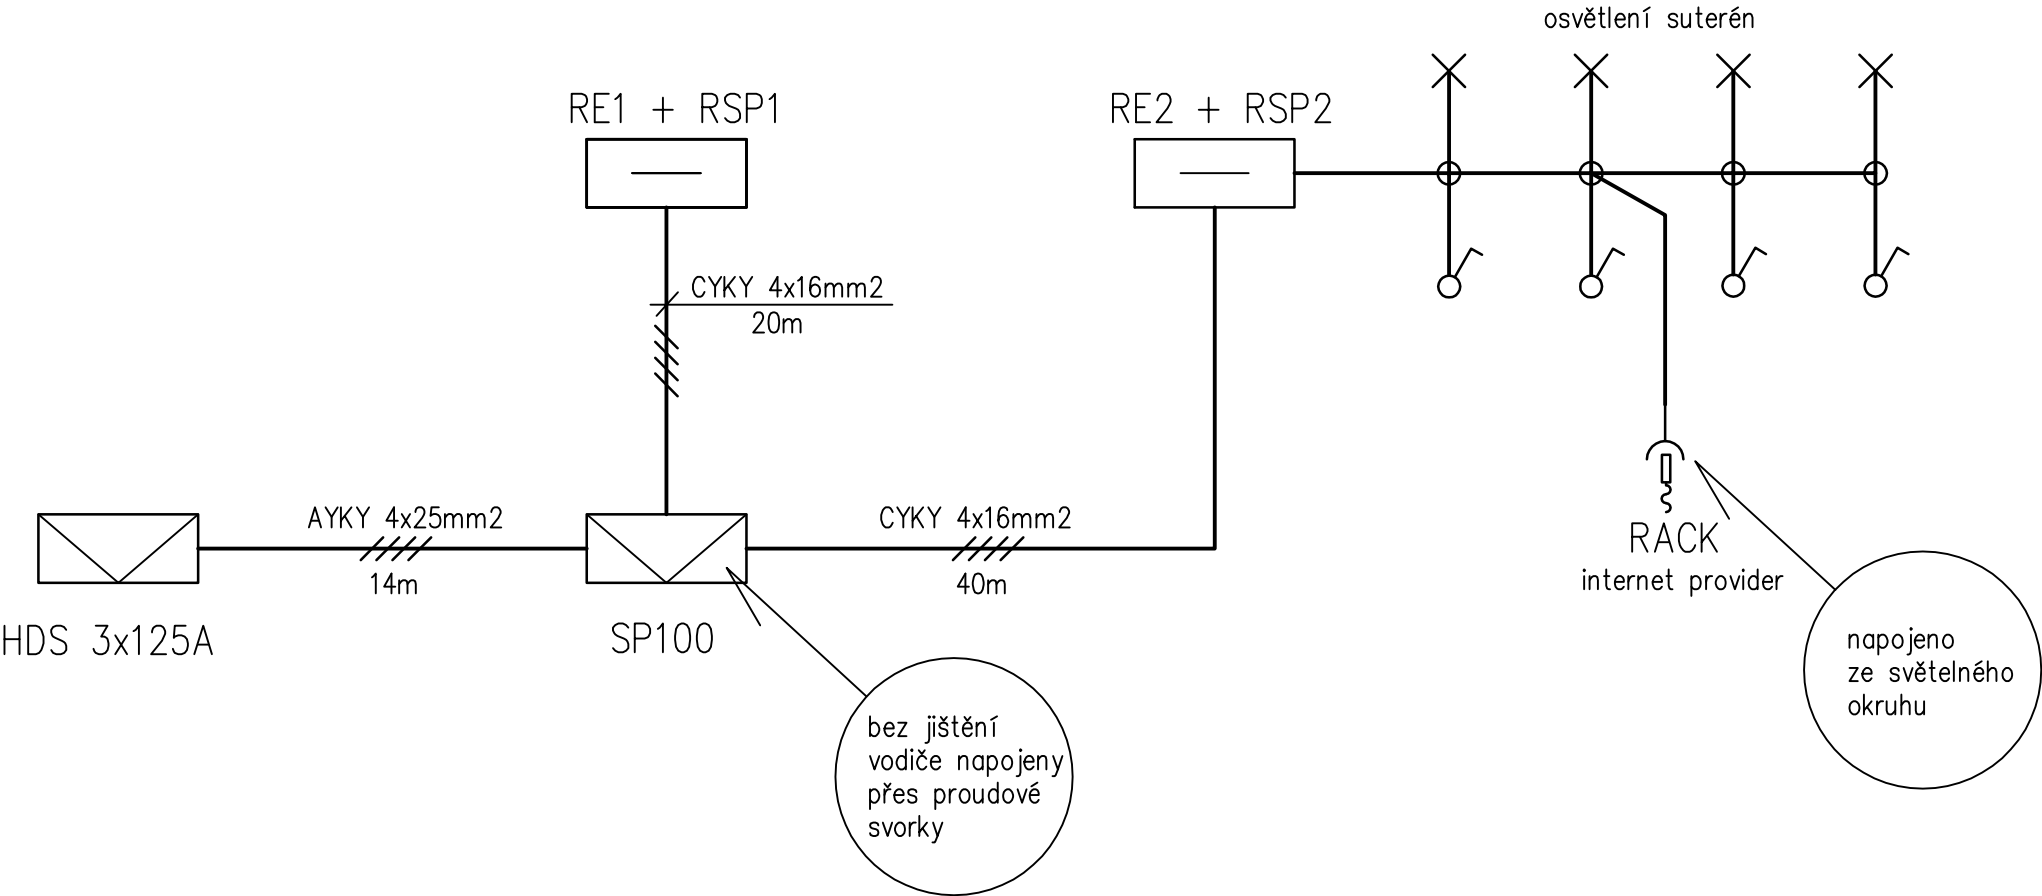 osvětlení suterén
RE1 + RSP1
RE2 + RSP2
CYKY 4x16mm2
20m
AYKY 4x25mm2
14m
CYKY 4x16mm2
40m
HDS 3x125A
SP100
RACK
internet provider
bez jištění
vodiče napojeny
přes proudové
svorky
napojeno
ze světelného
okruhu